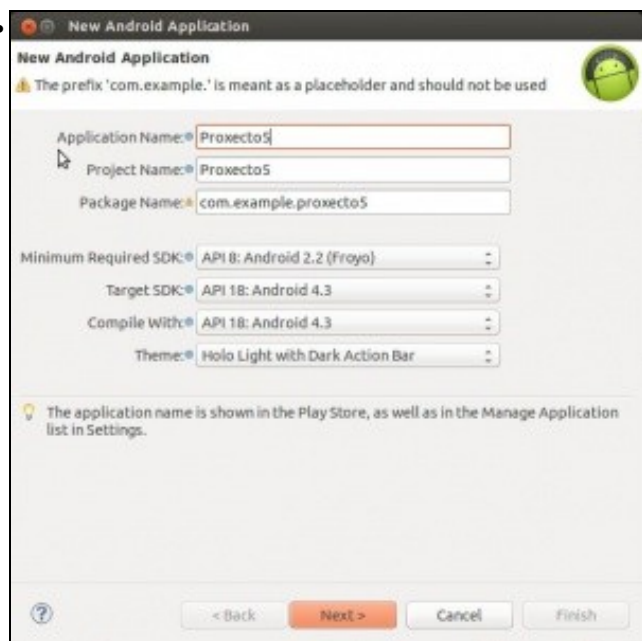 New Android Application
New Android Application
The prefix 'com.example.' is meant as a placeholder and should not be used
Application Name: Proxecto5
Project Name: Proxecto5
Package Name: com.example.proxecto5
Minimum Required SDK: API 8: Android 2.2 (Froyo)
Target SDK: API 18: Android 4.3
Compile With: API 18: Android 4.3
Theme: Holo Light with Dark Action Bar
The application name is shown in the Play Store, as well as in the Manage Application
list in Settings.
? < Back Next > Cancel Finish